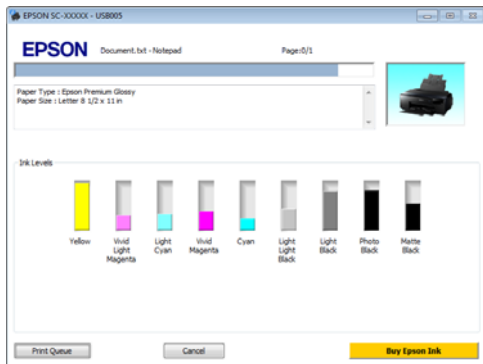 EPSON SC-XXXXX - USB005
EPSON
Document.txt - Notepad
Page:0/1
Paper Type : Epson Premium Glossy
Paper Size : Letter 8 1/2 x 11 in
Ink Levels
Yellow
Vivid
Light
Magenta
Light
Cyan
Vivid
Magenta
Cyan
Light
Light
Black
Light
Black
Photo
Black
Matte
Black
Print Queue
Cancel
Buy Epson Ink